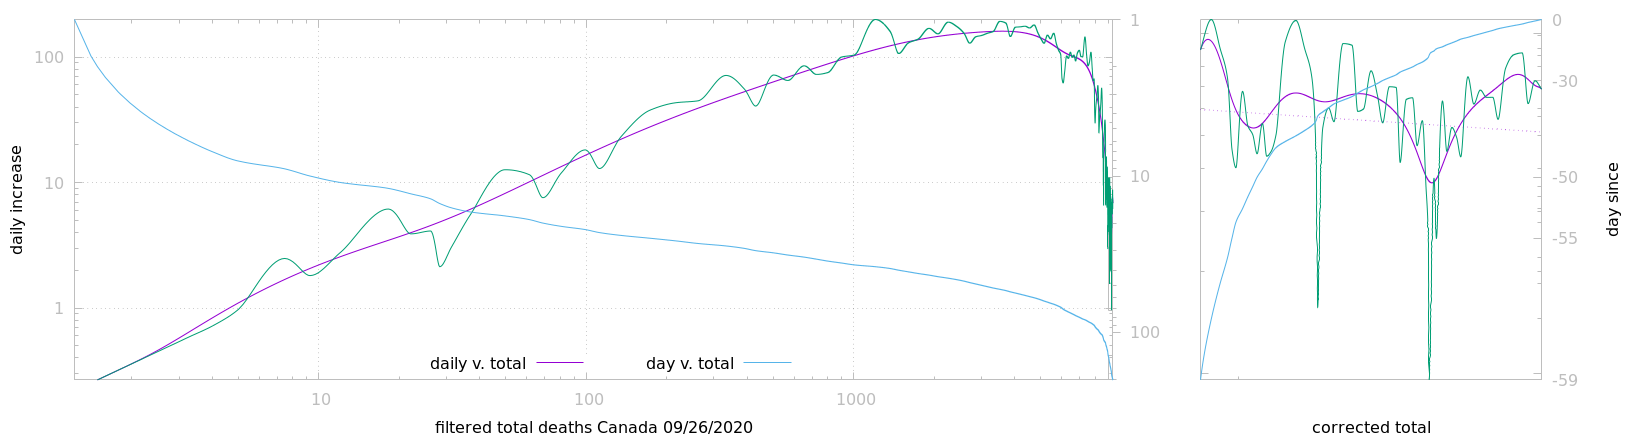 daily increase
100
10
1
10
100
1000
1
10
100
daily v. total
day v. total
filtered total deaths Canada 09/26/2020
0
-30
-50
-55
-59
day since
corrected total